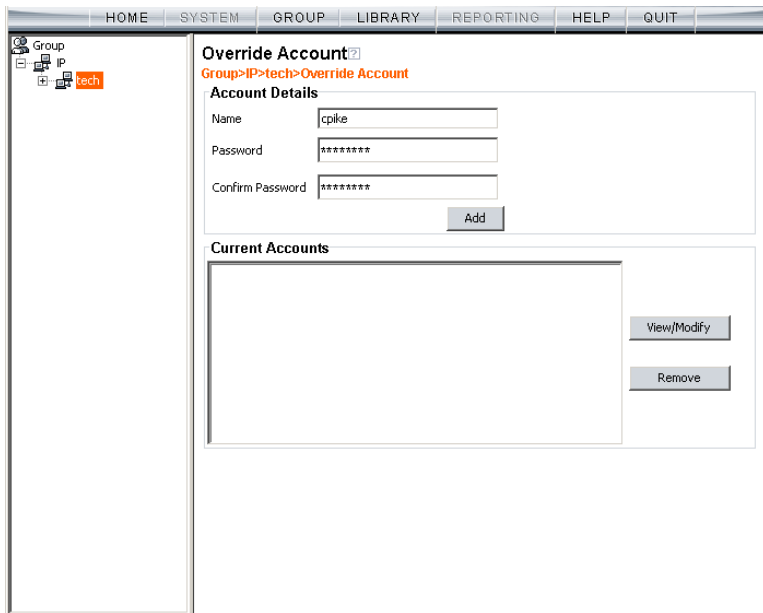 HOME SYSTEM GROUP LIBRARY REPORTING HELP QUIT
Group
IP
tech
Override Account ?
Group>IP>tech>Override Account
Account Details
Name cpike
Password ********
Confirm Password ********
Add
Current Accounts
View/Modify
Remove